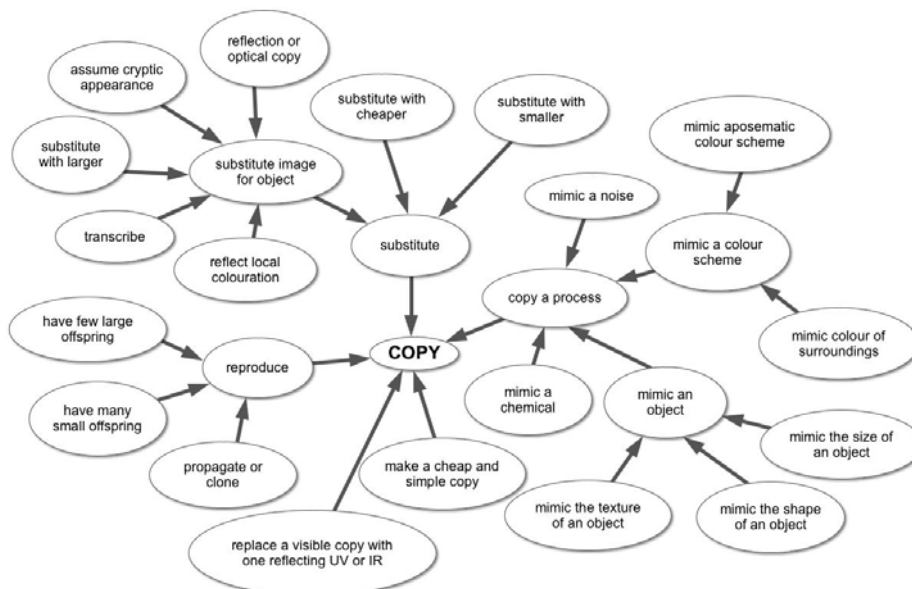 reflection or
optical copy
assume cryptic
appearance
substitute with
cheaper
substitute with
smaller
mimic aposematic
colour scheme
substitute
with larger
substitute image
for object
mimic a noise
transcribe
reflect local
colouration
substitute
mimic a colour
scheme
copy a process
have few large
offspring
mimic colour of
surroundings
COPY
reproduce
mimic a
chemical
mimic an
object
have many
small offspring
propagate or
clone
make a cheap and
simple copy
mimic the size of
an object
mimic the texture
of an object
mimic the shape
of an object
replace a visible copy with
one reflecting UV or IR